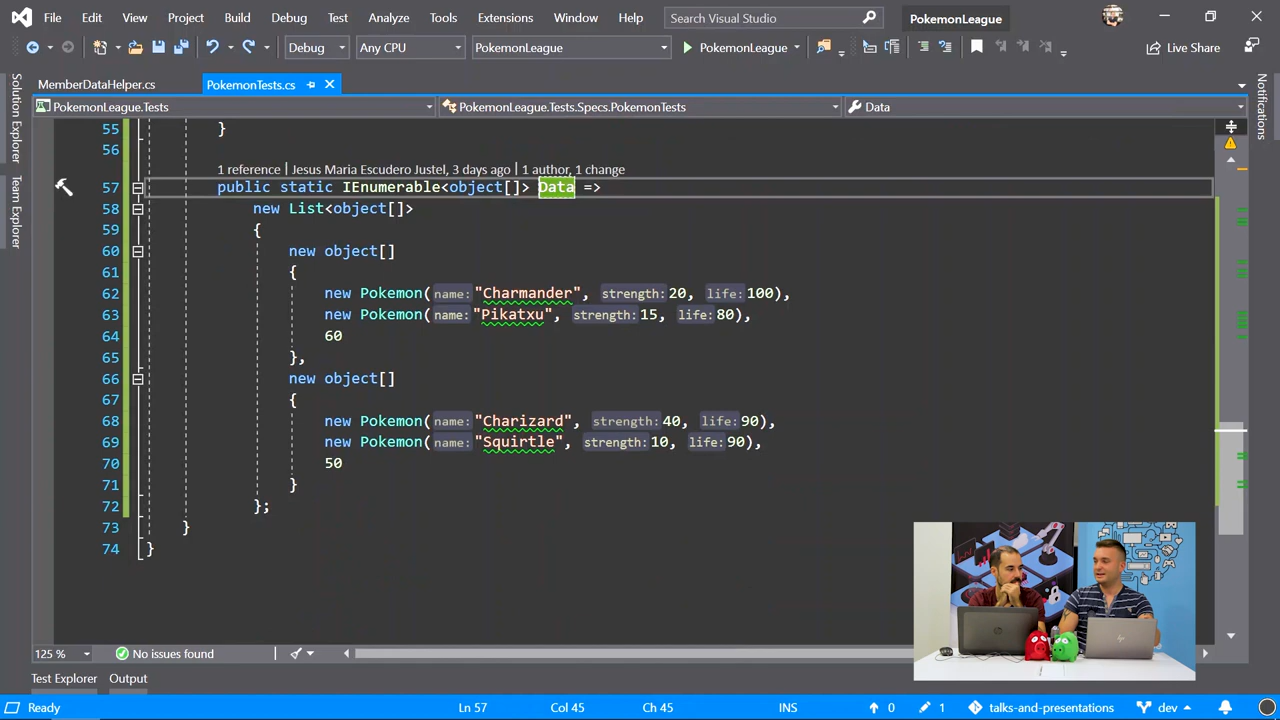 File Edit View Project Build Debug Test Analyze Tools Extensions Window Help Search Visual Studio PokemonLeague
Debug Any CPU PokemonLeague PokemonLeague Live Share
MemberDataHelper.cs PokemonTests.cs
PokemonLeague.Tests PokemonLeague.Tests.Specs.PokemonTests Data
Solution Explorer
Team Explorer
Notifications
55 }
56
1 reference | Jesus Maria Escudero Justel, 3 days ago | 1 author, 1 change
57 public static IEnumerable<object[]> Data =>
58 new List<object[]>
59 {
60 new object[]
61 {
62 new Pokemon(name:"Charmander", strength:20, life:100),
63 new Pokemon(name:"Pikatxu", strength:15, life:80),
64 60
65 },
66 new object[]
67 {
68 new Pokemon(name:"Charizard", strength:40, life:90),
69 new Pokemon(name:"Squirtle", strength:10, life:90),
70 50
71 }
72 };
73 }
74 }
125 % No issues found
Test Explorer Output
Ready Ln 57 Col 45 Ch 45 INS 0 1 talks-and-presentations dev